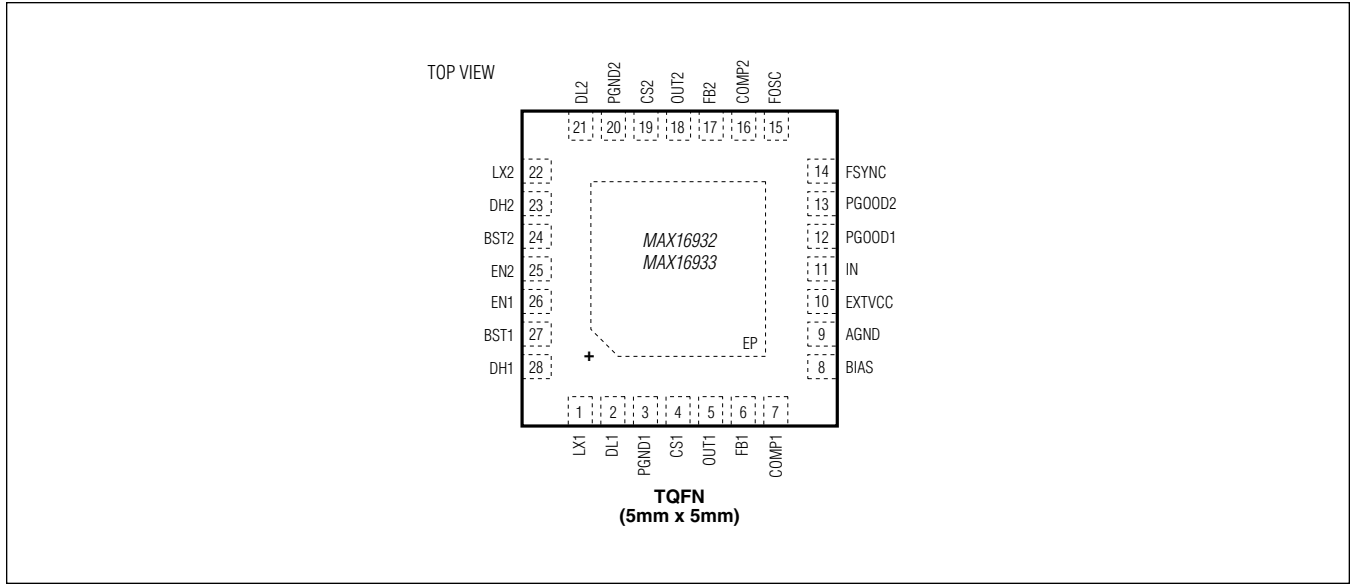 TOP VIEW
DL2
PGND2
CS2
OUT2
FB2
COMP2
FOSC
21 20 19 18 17 16 15
LX2 22
DH2 23
BST2 24
EN2 25
EN1 26
BST1 27
DH1 28
MAX16932
MAX16933
EP
+
14 FSYNC
13 PGOOD2
12 PGOOD1
11 IN
10 EXTVCC
9 AGND
8 BIAS
1 2 3 4 5 6 7
LX1
DL1
PGND1
CS1
OUT1
FB1
COMP1
TQFN
(5mm x 5mm)